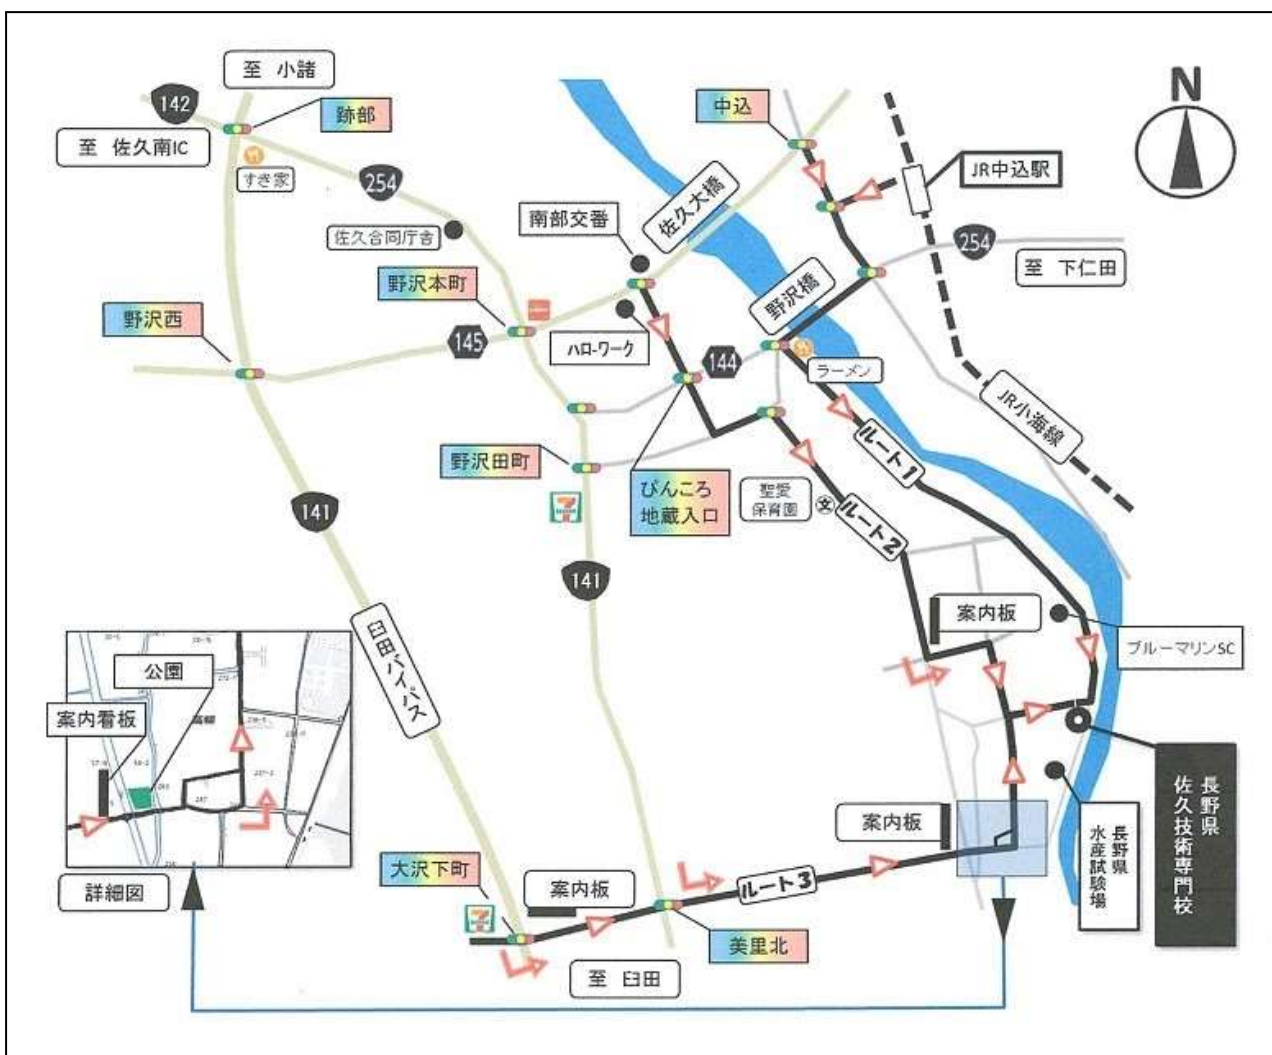 至 小諸
142
跡部
至 佐久南IC
すき家
254
佐久合同庁舎
野沢本町
野沢西
145
南部交番
ハローワーク
佐久大橋
中込
JR中込駅
N
254
至 下仁田
野沢橋
144
ラーメン
JR小海線
野沢田町
ぴんころ
地蔵入口
聖愛
保育園
文
ルート1
ルート2
141
141
臼田バイパス
案内板
ブルーマリンSC
公園
案内看板
詳細図
大沢下町
案内板
ルート3
美里北
至 臼田
案内板
長野県
水産試験場
長野県
佐久技術専門校